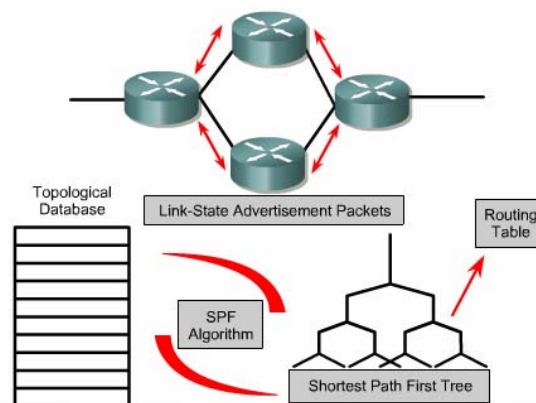 Topological
Database
Link-State Advertisement Packets
Routing
Table
SPF
Algorithm
Shortest Path First Tree